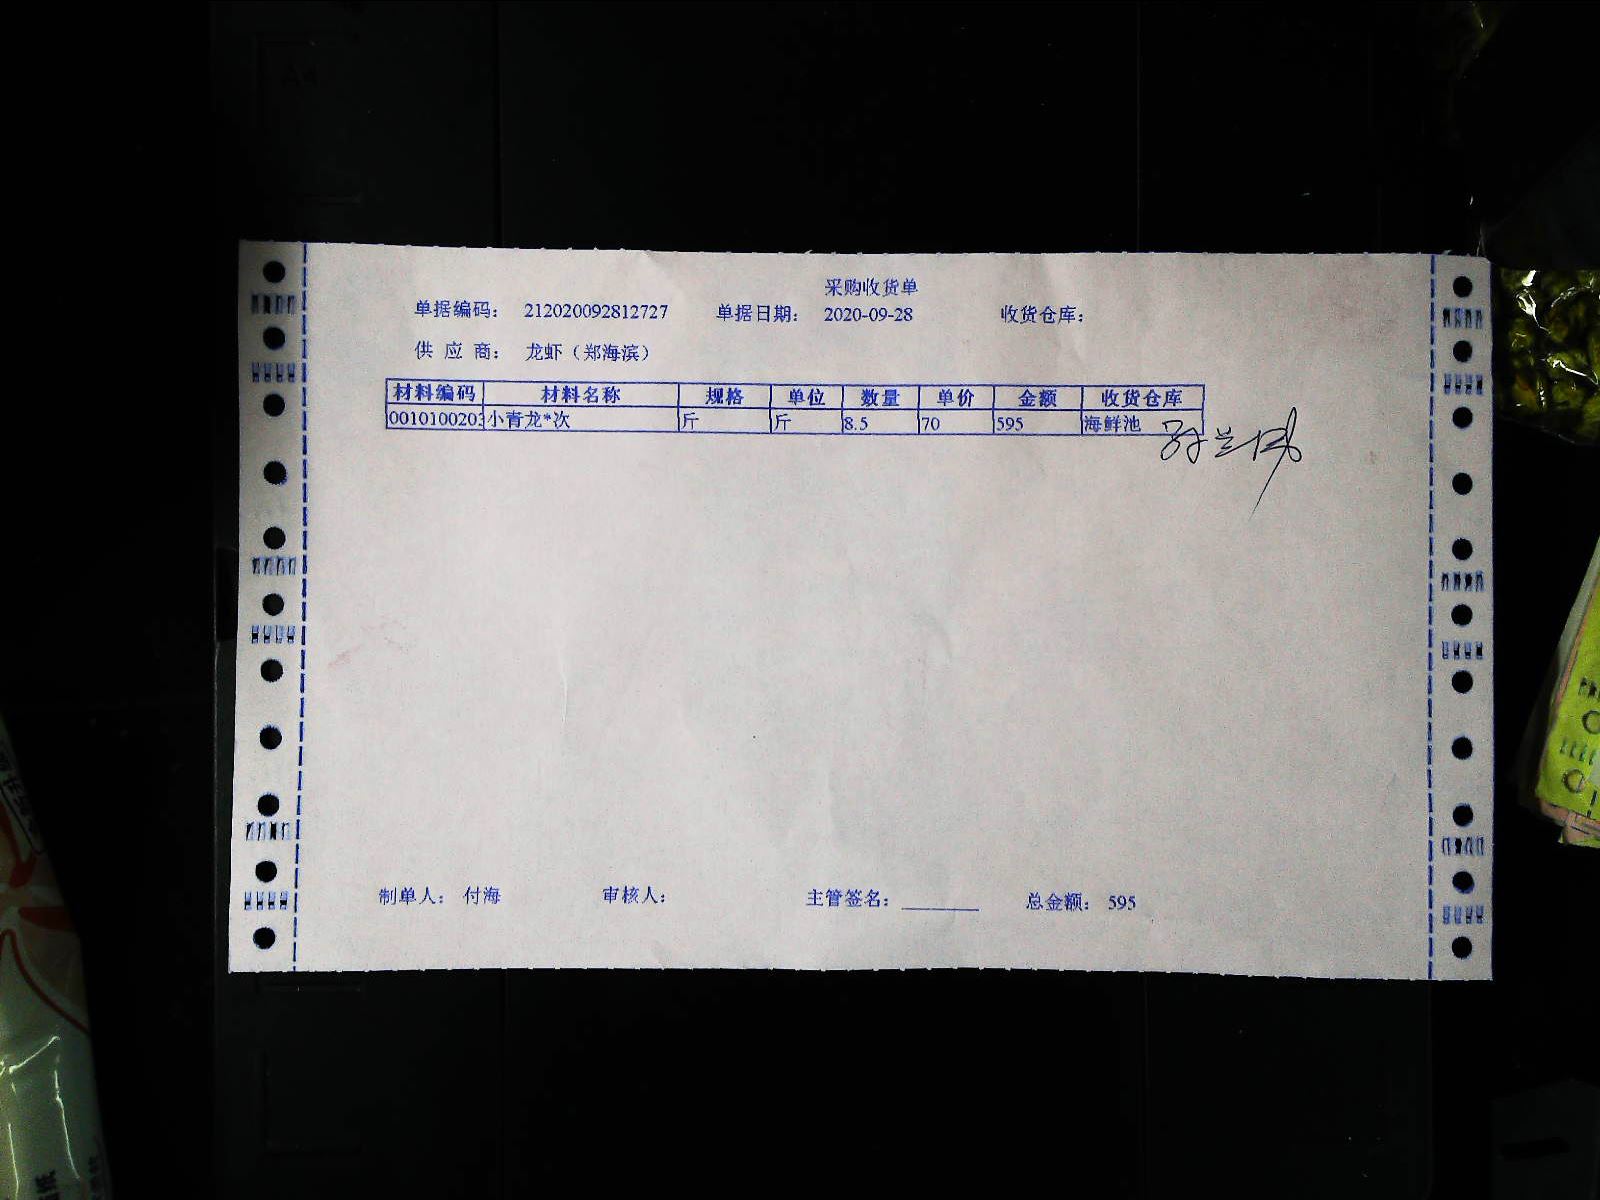 采购收货单
单据编码： 212020092812727 单据日期： 2020-09-28 收货仓库：
供 应 商： 龙虾（郑海滨）
材料编码 材料名称 规格 单位 数量 单价 金额 收货仓库
0010100203 小青龙*次 斤 斤 8.5 70 595 海鲜池
制单人： 付海 审核人： 主管签名： 总金额： 595